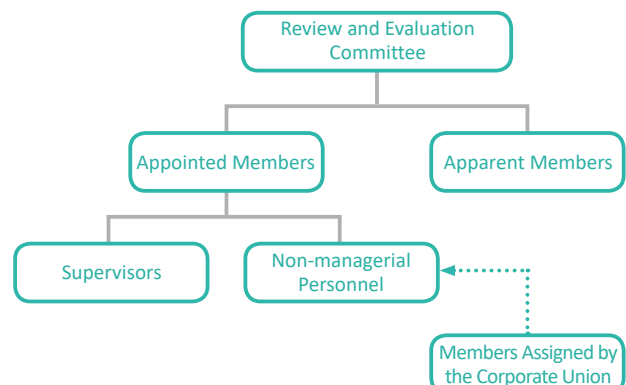 Review and Evaluation
Committee
Appointed Members
Apparent Members
Supervisors
Non-managerial
Personnel
Members Assigned by
the Corporate Union